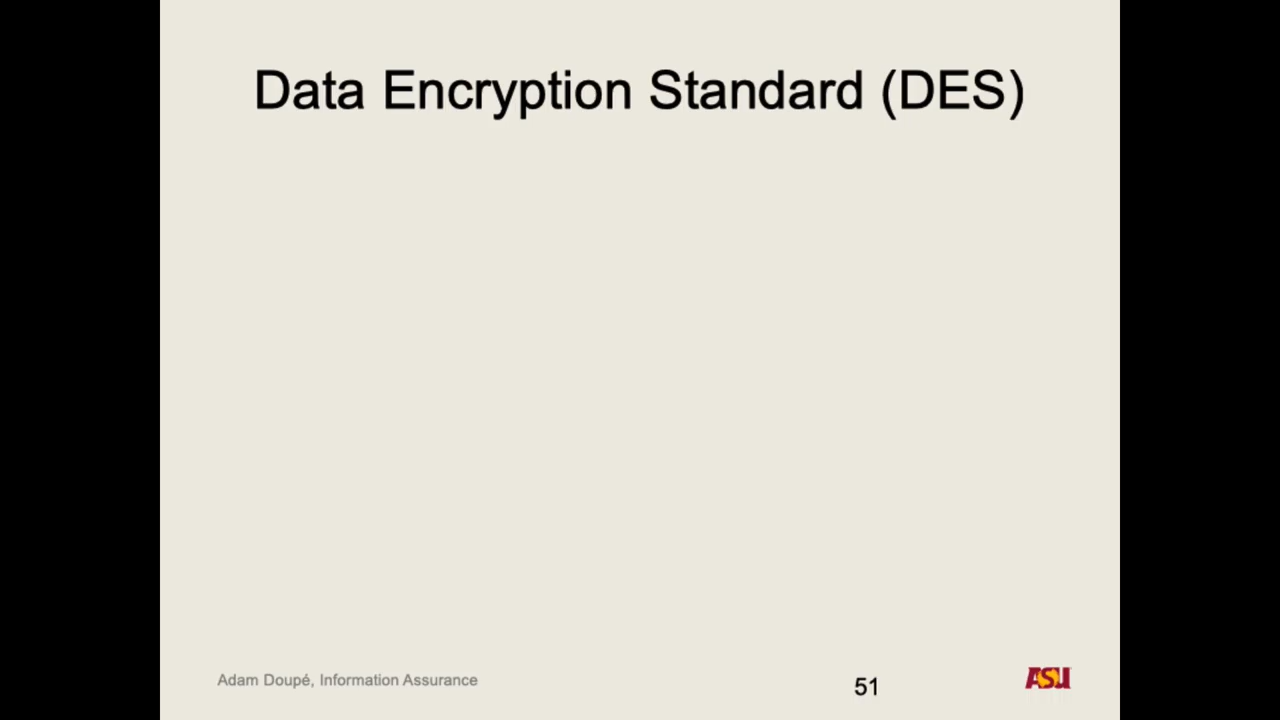 Data Encryption Standard (DES)
Adam Doupé, Information Assurance
51
ASU